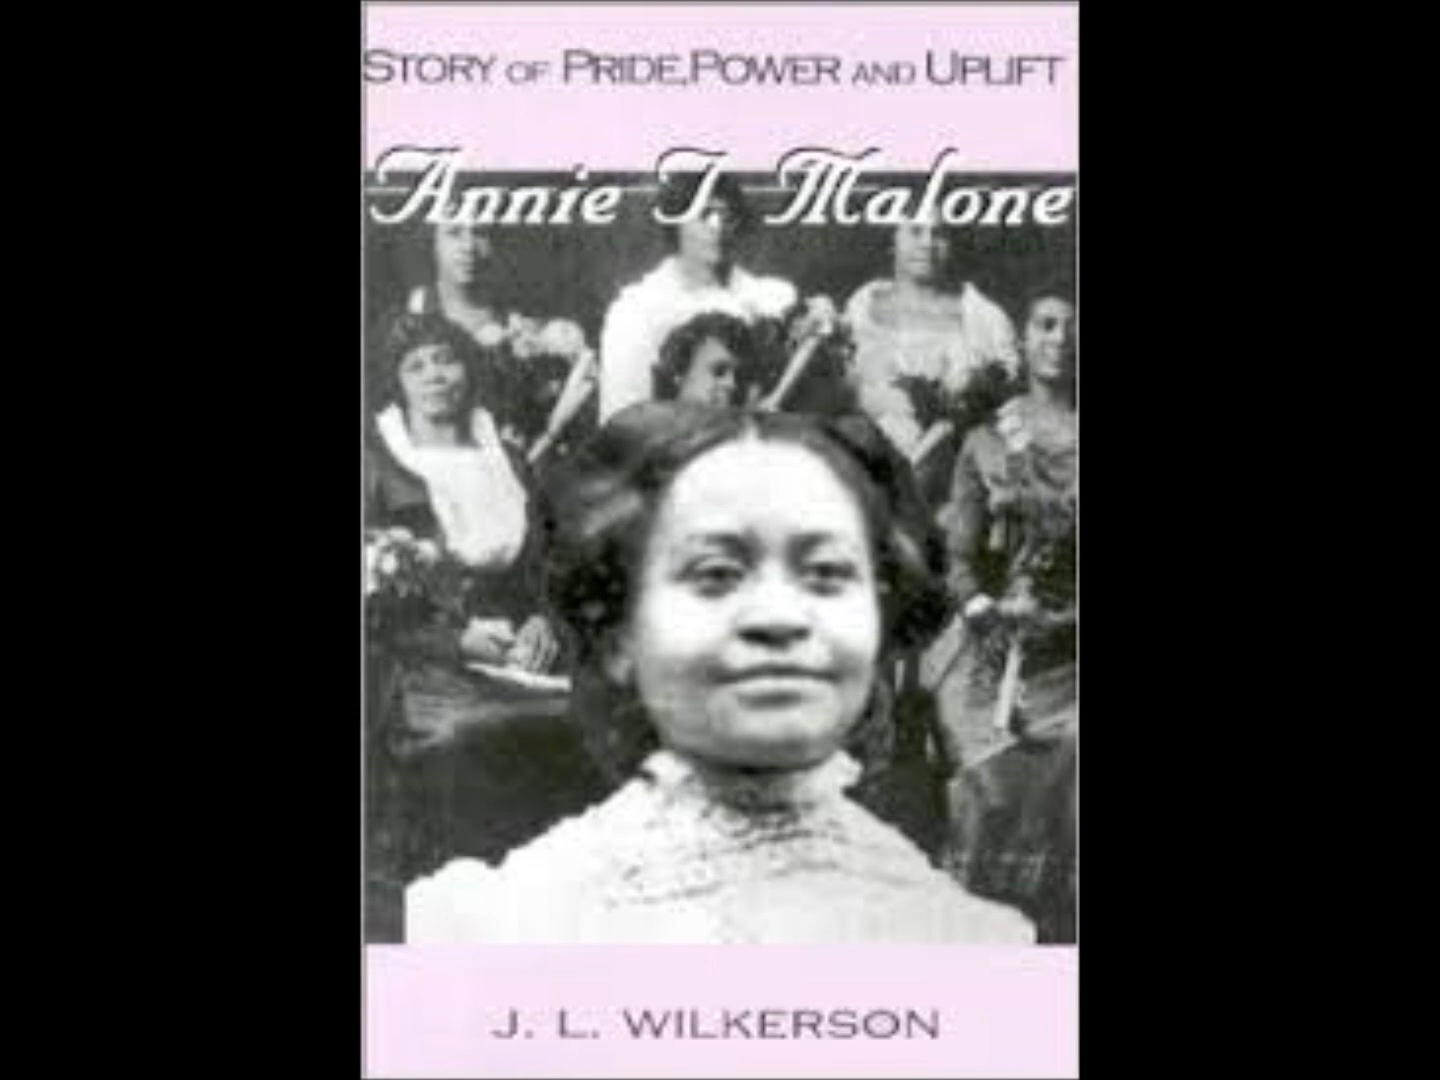 STORY OF PRIDE, POWER AND UPLIFT
Annie T. Malone
J. L. WILKERSON